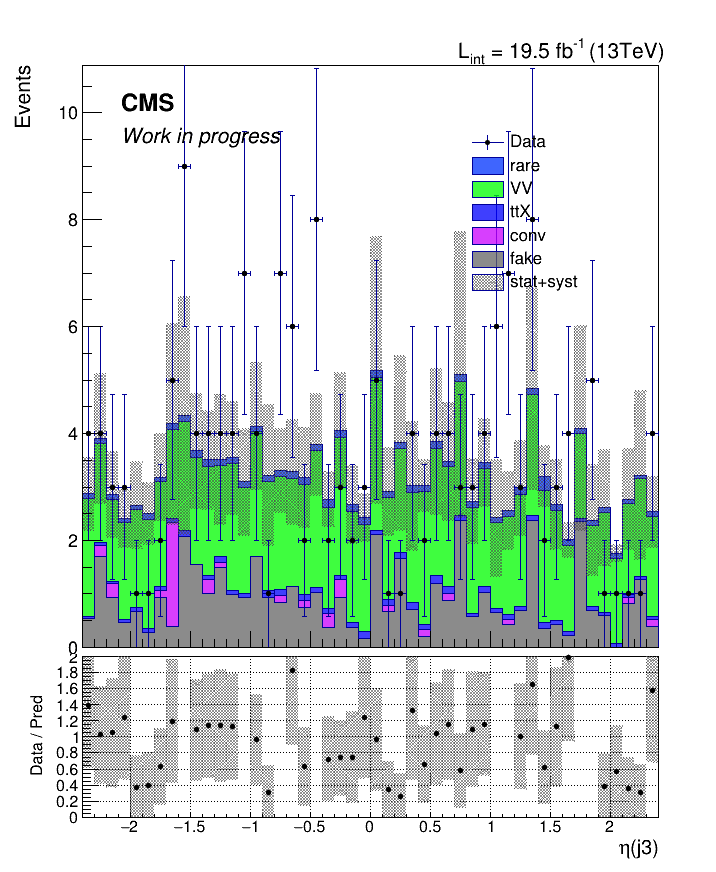 L_int = 19.5 fb^-1 (13TeV)
Events
CMS
Work in progress
Data
rare
VV
ttX
conv
fake
stat+syst
10
8
6
4
2
0
Data / Pred
2
1.8
1.6
1.4
1.2
1
0.8
0.6
0.4
0.2
0
−2 −1.5 −1 −0.5 0 0.5 1 1.5 2
η(j3)